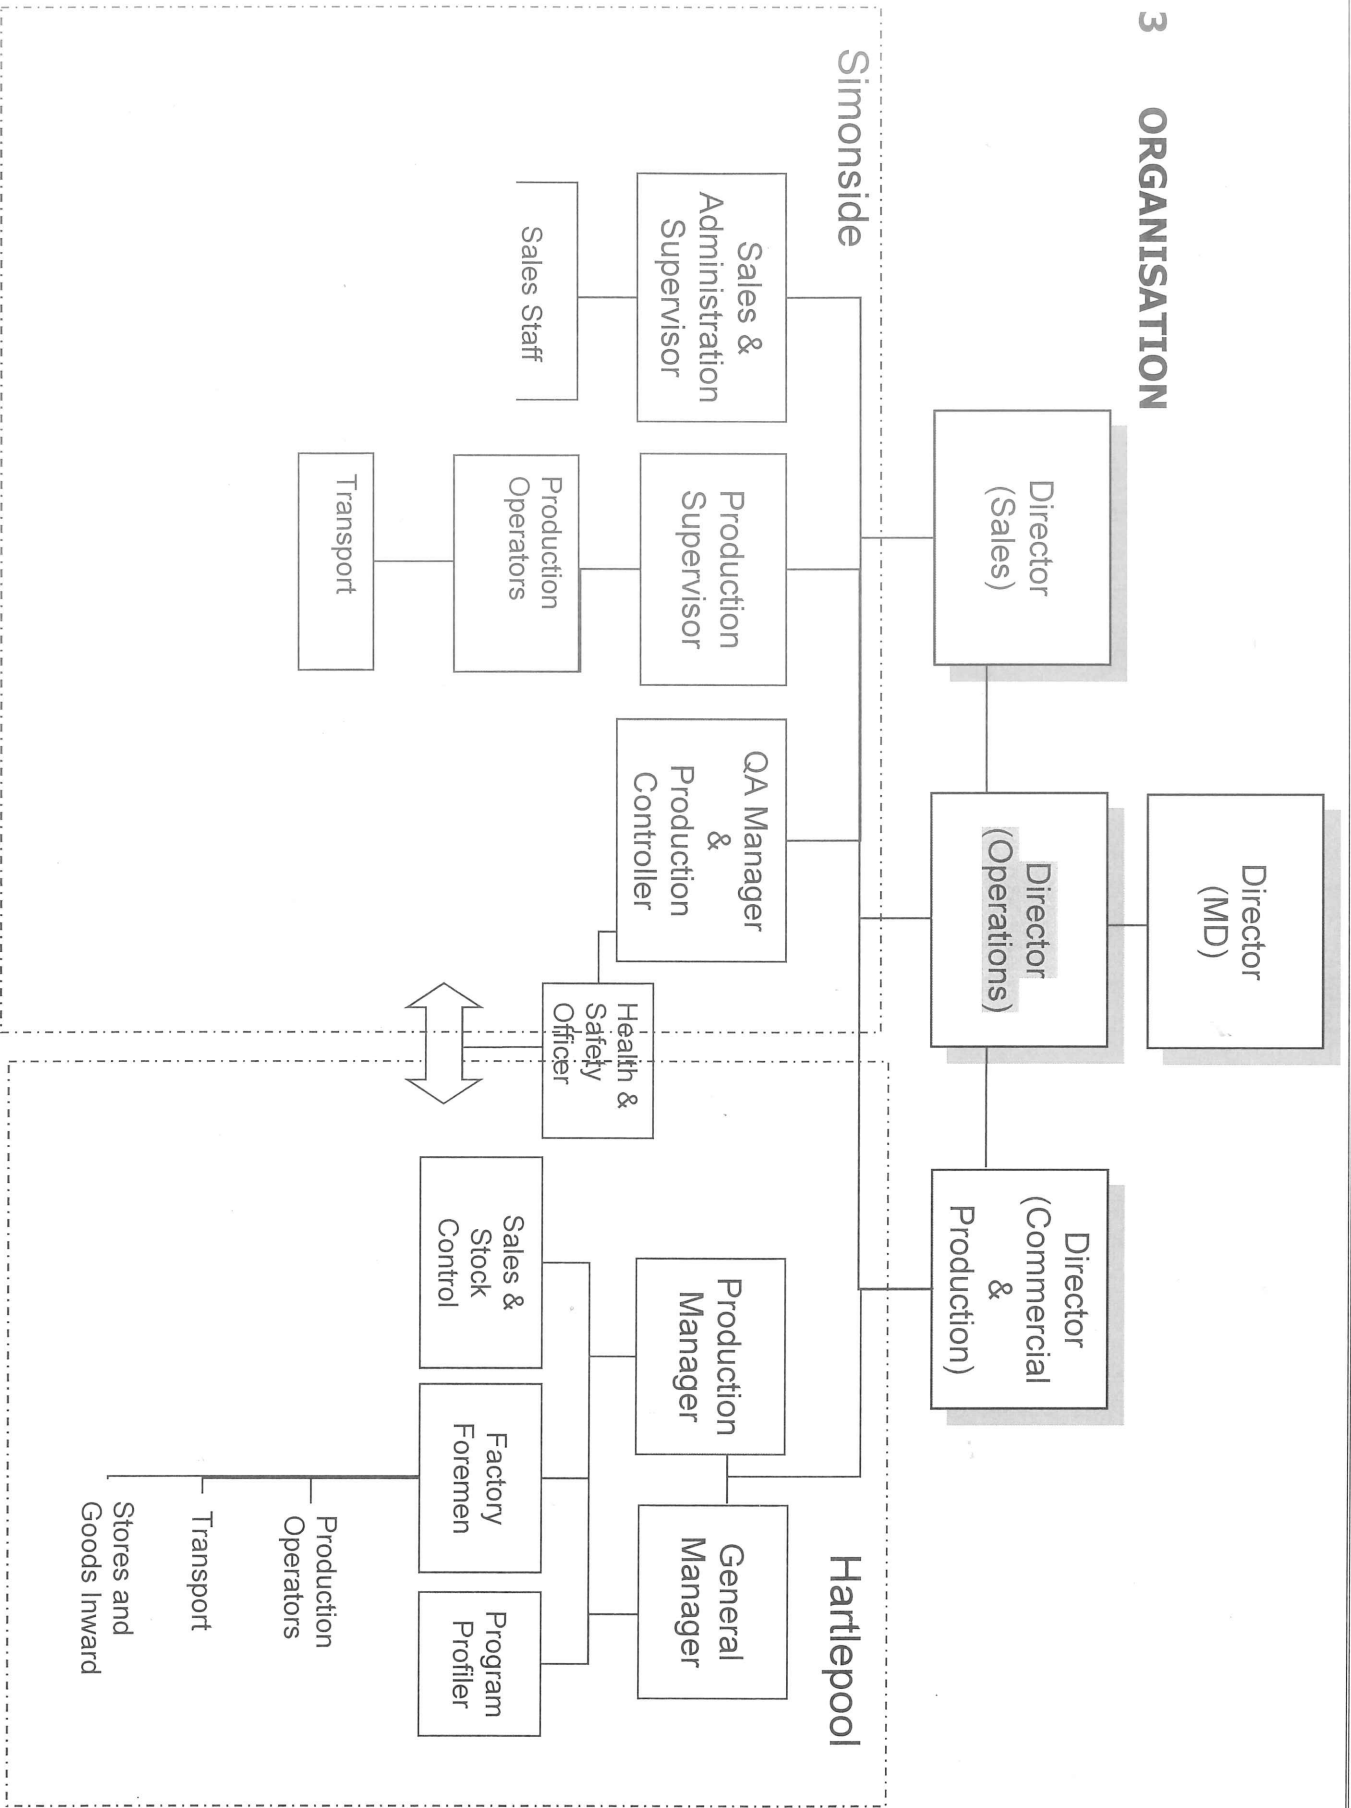 3 ORGANISATION
Director
(MD)
Director
(Sales)
Director
(Operations)
Director
(Commercial
&
Production)
Simonside
Hartlepool
Sales &
Administration
Supervisor
Production
Supervisor
QA Manager
&
Production
Controller
Production
Manager
General
Manager
Health &
Safety
Officer
Sales Staff
Production
Operators
Transport
Sales &
Stock
Control
Factory
Foremen
Program
Profiler
Production
Operators
Transport
Stores and
Goods Inward